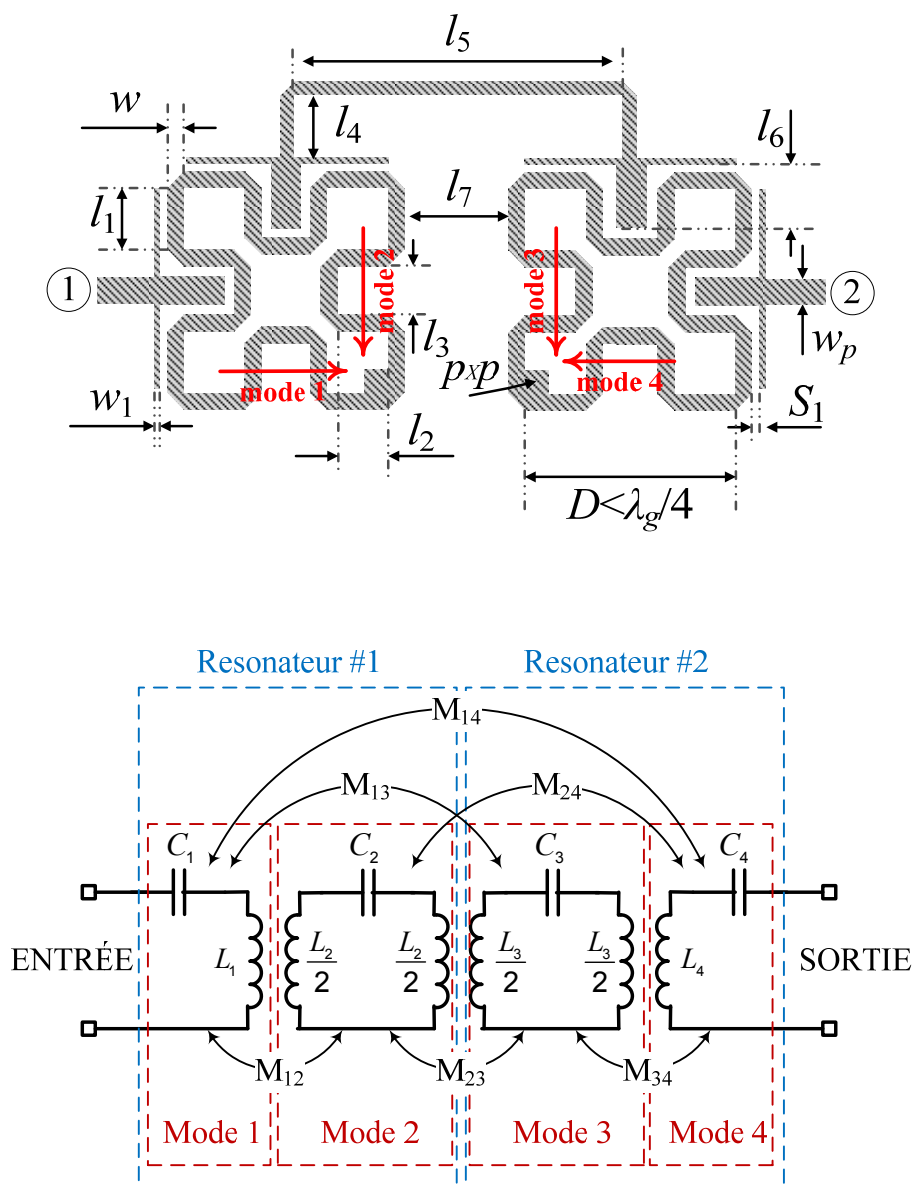 l5
w
l4
l6
l1
l7
1
mode 2
mode 3
2
l3
wp
mode 1
p×p
mode 4
w1
l2
S1
D<λg/4
Resonateur #1
Resonateur #2
M14
M13
M24
C1
C2
C3
C4
ENTRÉE
L1
L2/2
L2/2
L3/2
L3/2
L4
SORTIE
M12
M23
M34
Mode 1
Mode 2
Mode 3
Mode 4